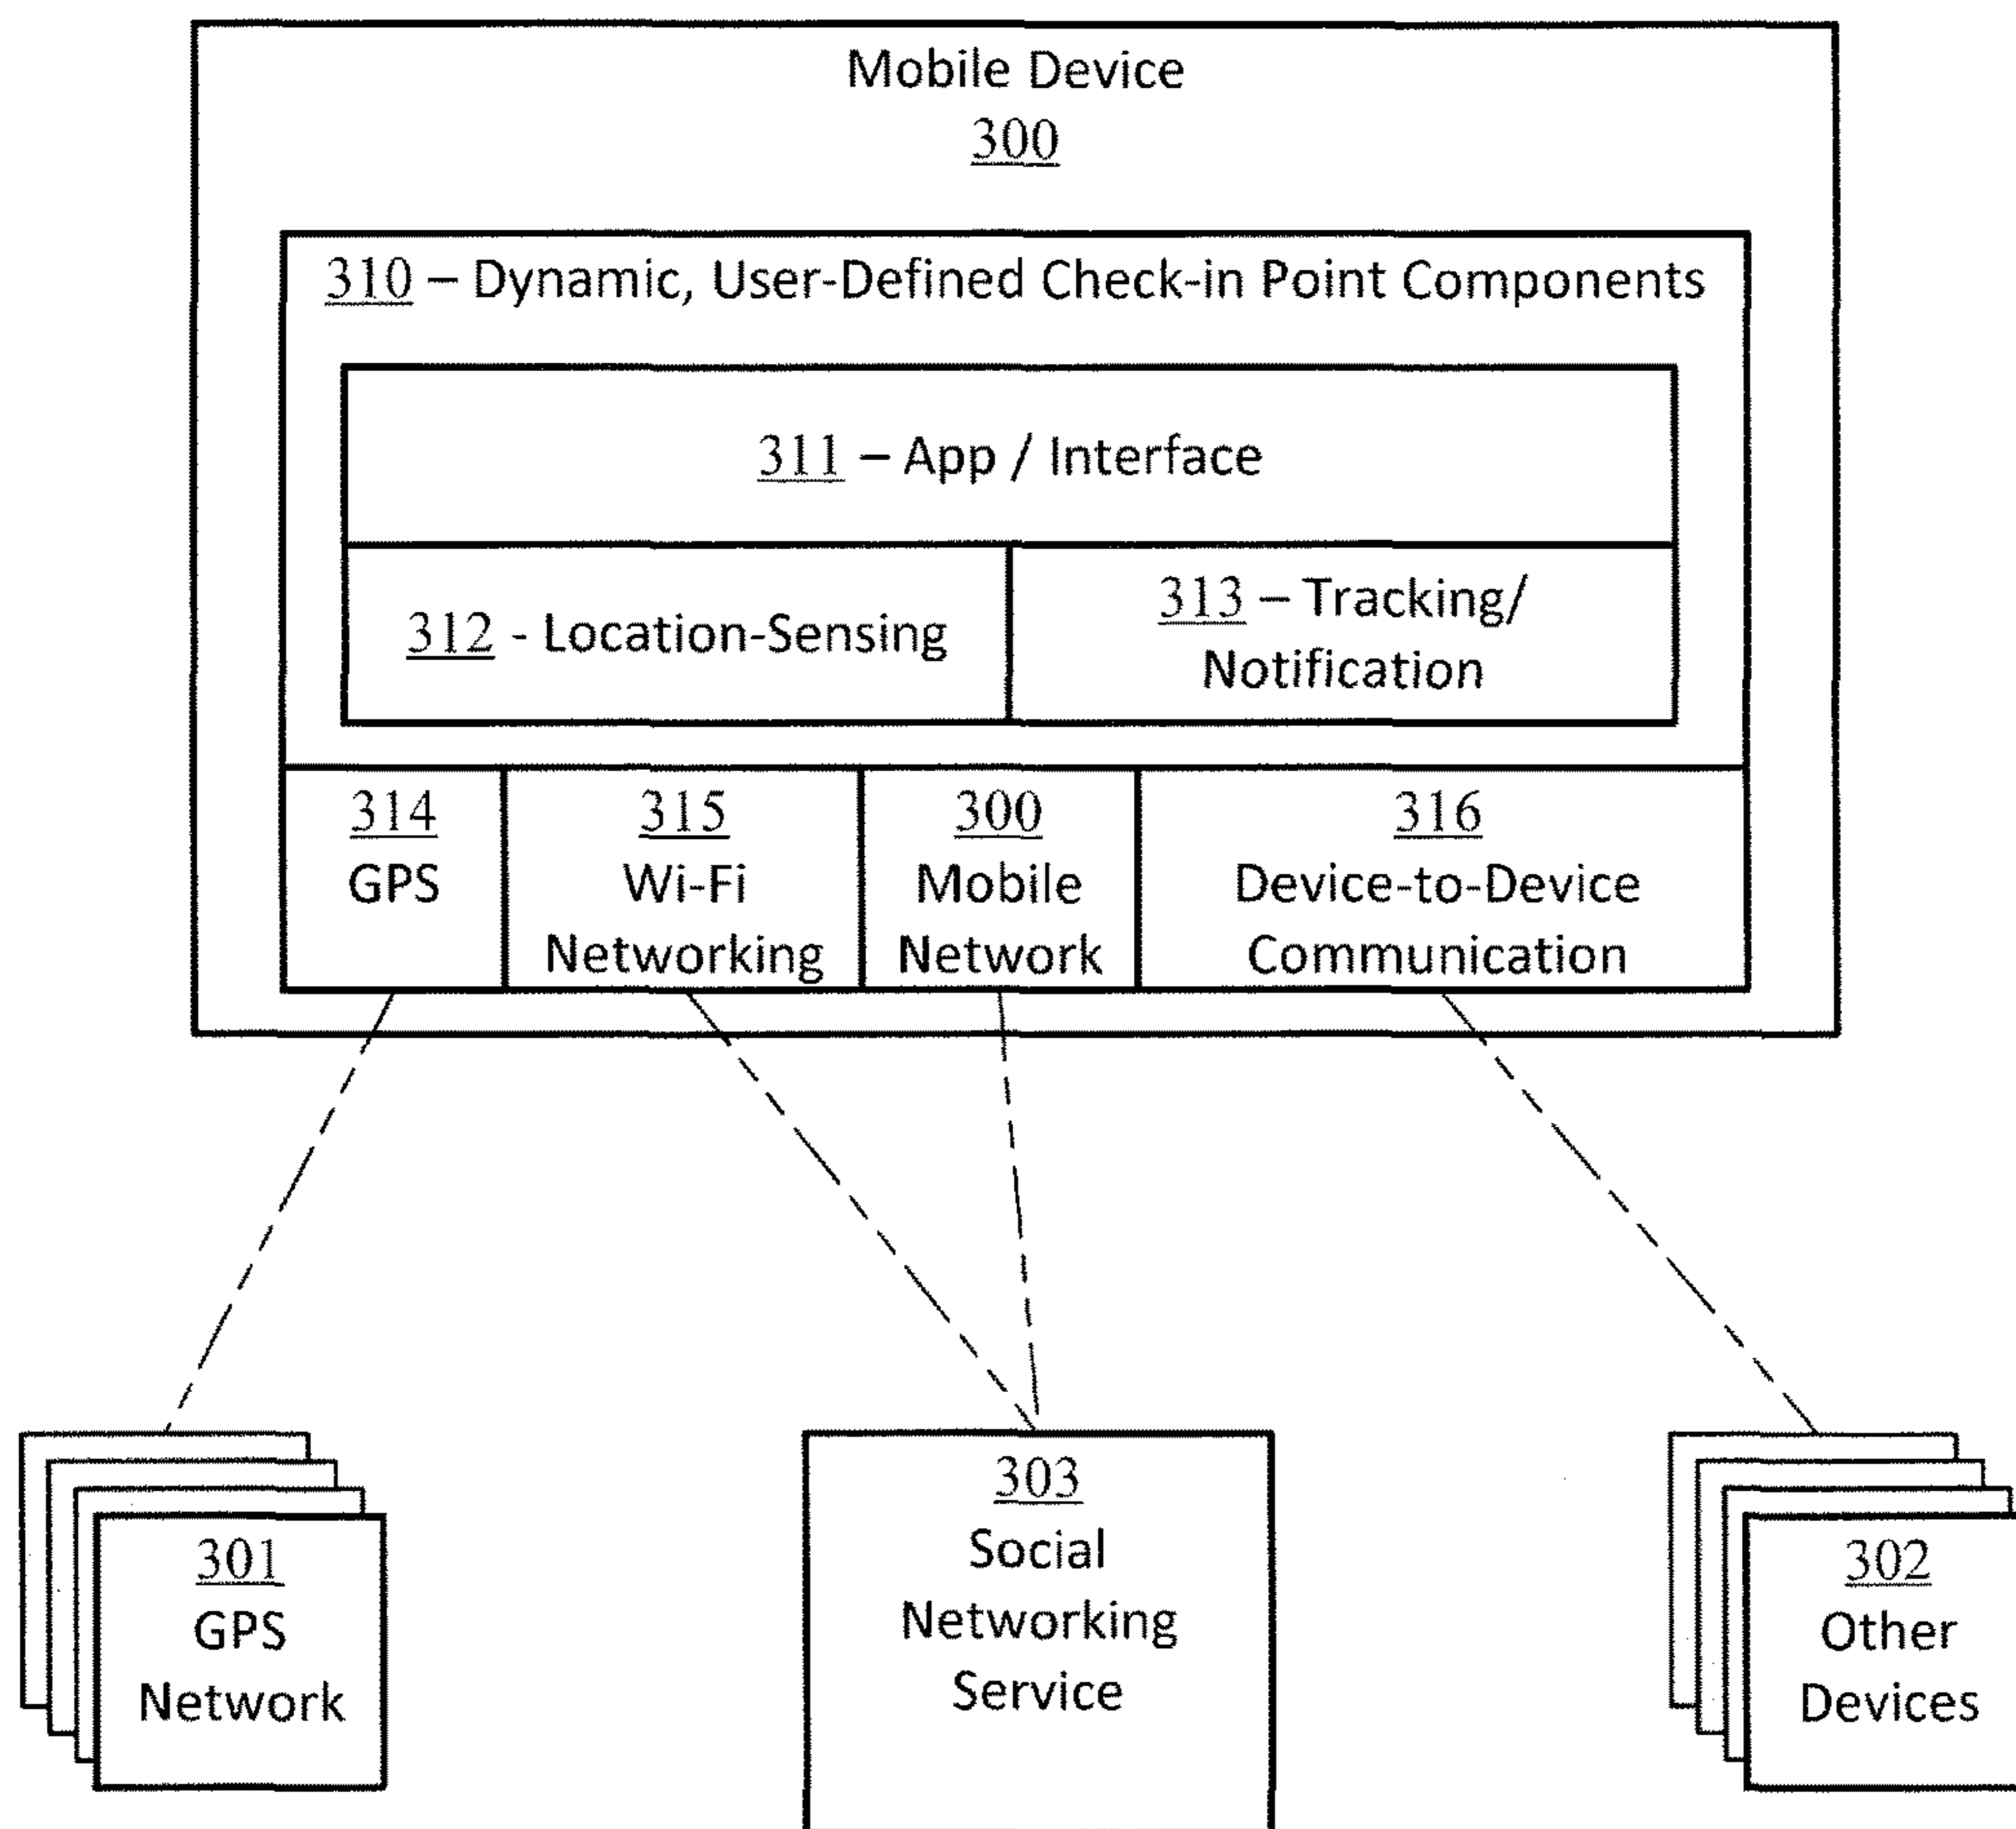 Mobile Device
300
310 – Dynamic, User-Defined Check-in Point Components
311 – App / Interface
312 - Location-Sensing
313 – Tracking/
Notification
314
GPS
315
Wi-Fi
Networking
300
Mobile
Network
316
Device-to-Device
Communication
301
GPS
Network
303
Social
Networking
Service
302
Other
Devices